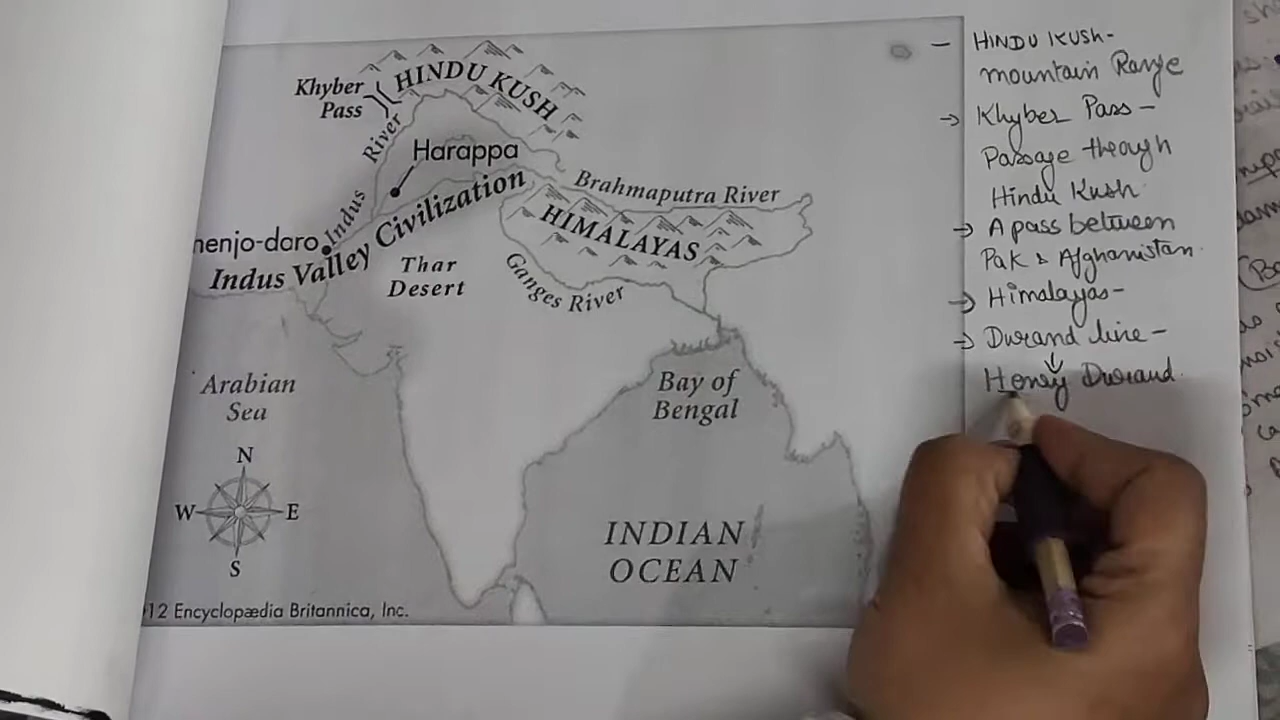 Khyber
Pass
HINDU KUSH
Indus River
Harappa
Brahmaputra River
HIMALAYAS
henjo-daro
Indus Valley Civilization
Thar
Desert
Ganges River
Arabian
Sea
Bay of
Bengal
N
W E
S
INDIAN
OCEAN
12 Encyclopædia Britannica, Inc.
- HINDU KUSH-
mountain Range
→ Khyber Pass -
Passage through
Hindu Kush
→ A pass between
Pak & Afghanistan
→ Himalayas-
→ Durand line -
↓
Henry Durand